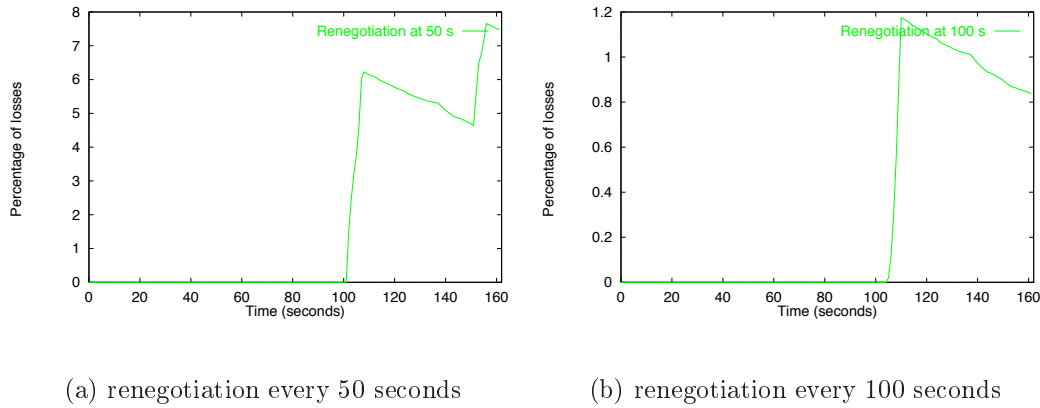 Percentage of losses
8
7
6
5
4
3
2
1
0
Renegotiation at 50 s
0 20 40 60 80 100 120 140 160
Time (seconds)
(a) renegotiation every 50 seconds
Percentage of losses
1.2
1
0.8
0.6
0.4
0.2
0
Renegotiation at 100 s
0 20 40 60 80 100 120 140 160
Time (seconds)
(b) renegotiation every 100 seconds